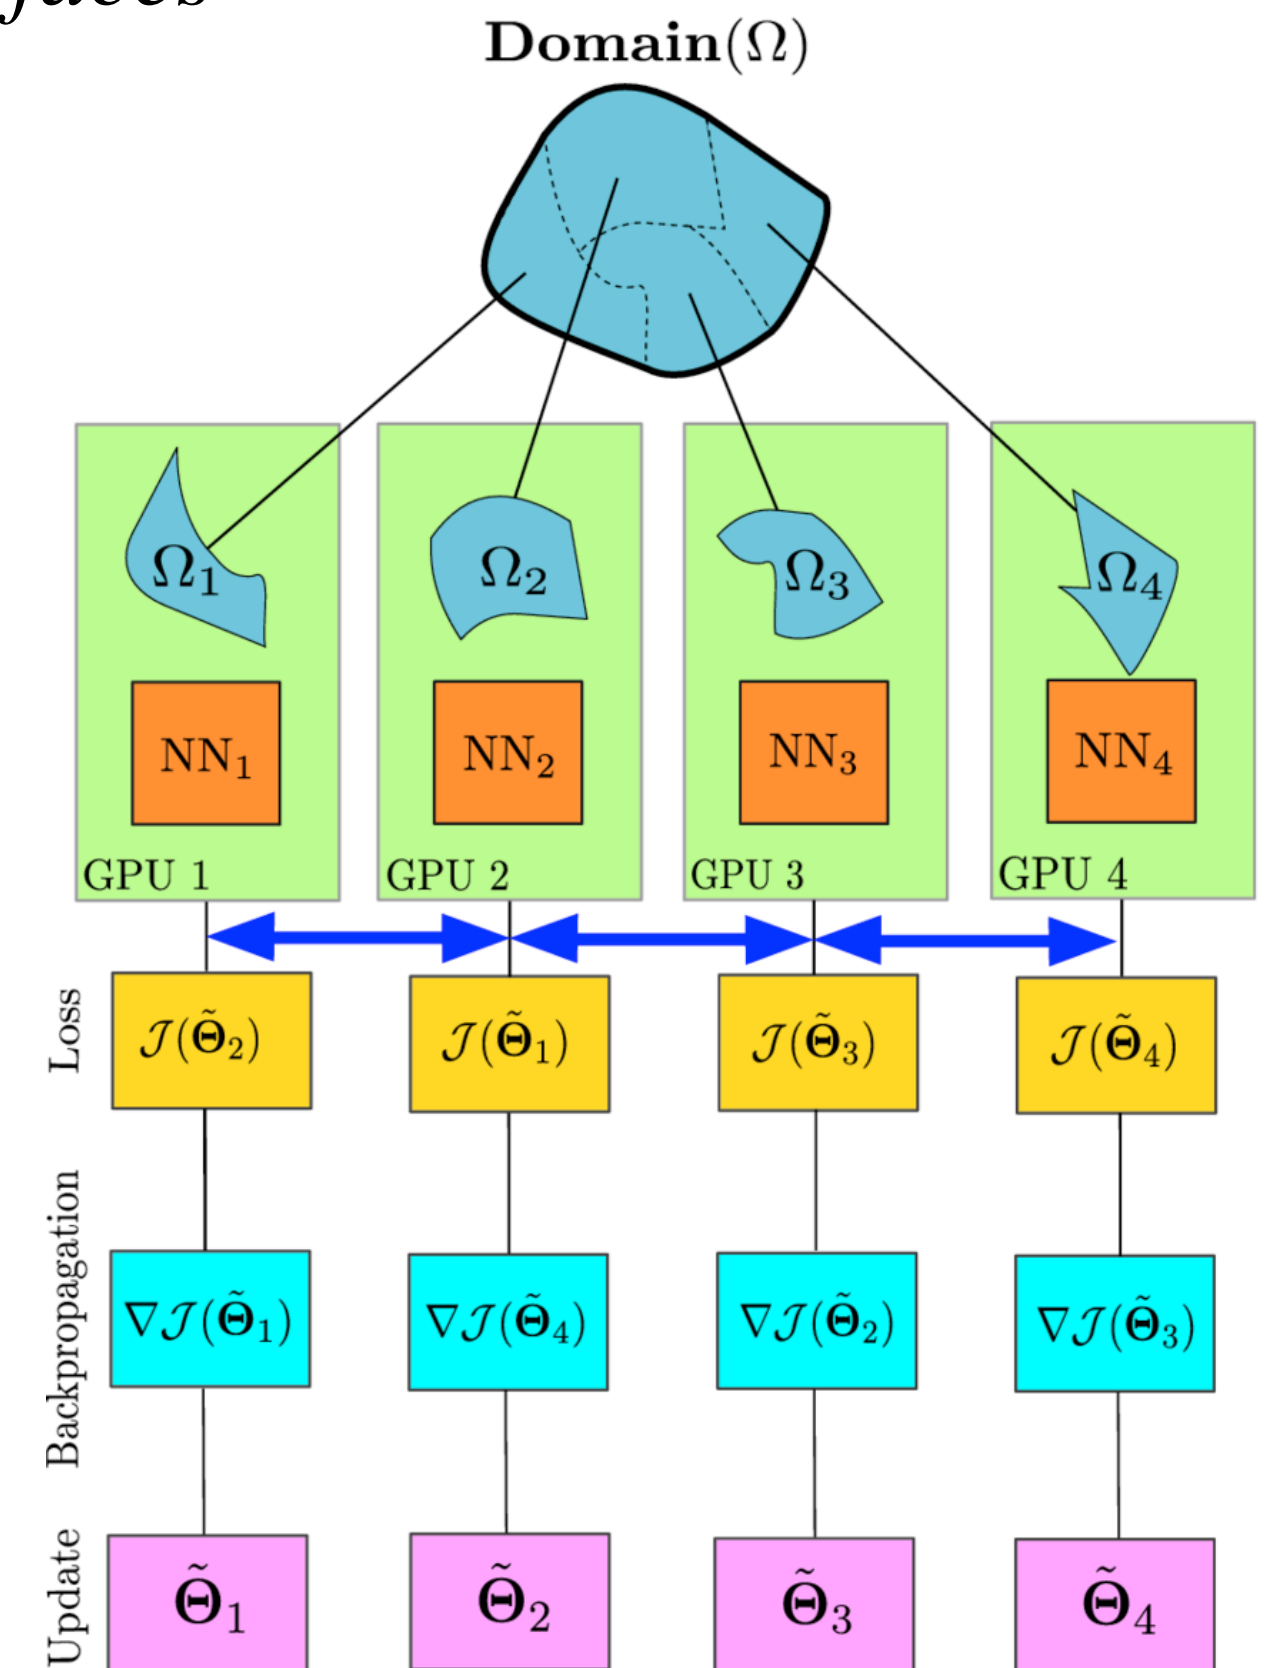 Domain(Ω)
Ω₁ Ω₂ Ω₃ Ω₄
NN₁ NN₂ NN₃ NN₄
GPU 1 GPU 2 GPU 3 GPU 4
Loss
𝒥(Θ̃₂) 𝒥(Θ̃₁) 𝒥(Θ̃₃) 𝒥(Θ̃₄)
Backpropagation
∇𝒥(Θ̃₁) ∇𝒥(Θ̃₄) ∇𝒥(Θ̃₂) ∇𝒥(Θ̃₃)
Update
Θ̃₁ Θ̃₂ Θ̃₃ Θ̃₄